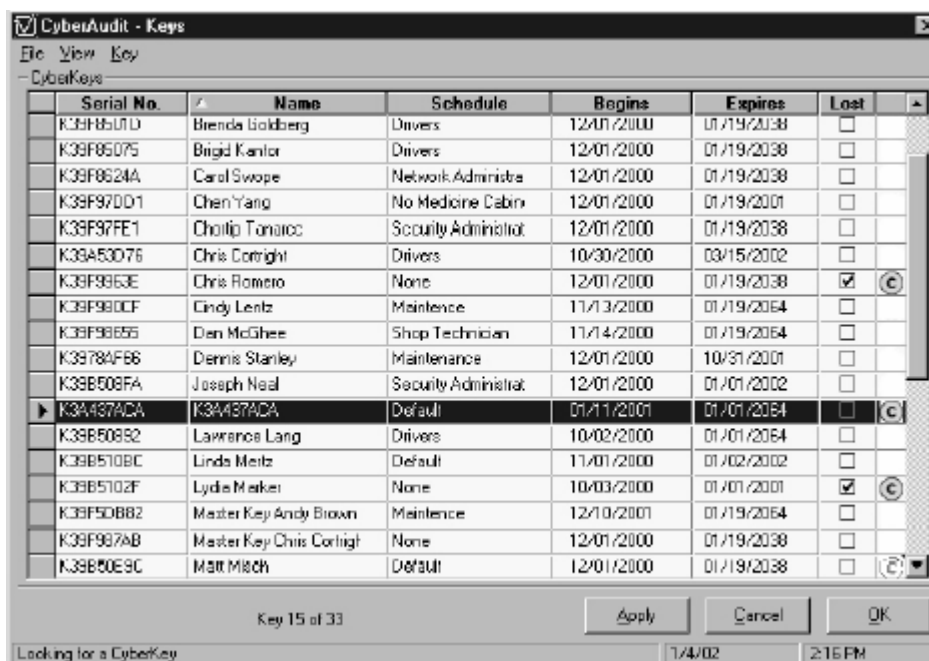 CyberAudit - Keys
File View Key
CyberKeys
Serial No. Name Schedule Begins Expires Lost
K39F8501D Brenda Goldberg Drivers 12/01/2000 01/19/2038
K39F85075 Brigid Kantor Drivers 12/01/2000 01/19/2038
K39F8624A Carol Swope Network Administra 12/01/2000 01/19/2038
K39F97DD1 Chen Yang No Medicine Cabin 12/01/2000 01/19/2001
K39F97FE1 Security Administrat 12/01/2000 01/19/2038
K39A53D76 Chris Cortright Drivers 10/30/2000 03/15/2002
K39F9963E Chris Romero None 12/01/2000 01/19/2038 C
K39F980CF Cindy Lentz Maintence 11/13/2000 01/19/2064
K39F98655 Dan McGhee Shop Technician 11/14/2000 01/19/2064
K3978AF66 Dennis Stanley Maintenance 12/01/2000 10/31/2001
K39B508FA Joseph Neal Security Administrat 12/01/2000 01/01/2002
K3A437ACA K3A437ACA Default 01/11/2001 01/01/2064 C
K39B50892 Lawrence Lang Drivers 10/02/2000 01/01/2064
K39B510BC Linda Mertz Default 11/01/2000 01/02/2002
K39B5102F Lydia Marker None 10/03/2000 01/01/2001 C
K39F5DB82 Master Key Andy Brown Maintence 12/10/2001 01/19/2064
K39F987AB Master Key Chris Cortrigh None 12/01/2000 01/19/2038
K39B50E9C Matt Misch Default 12/01/2000 01/19/2038 C
Key 15 of 33 Apply Cancel OK
Looking for a CyberKey 1/4/02 2:16 PM